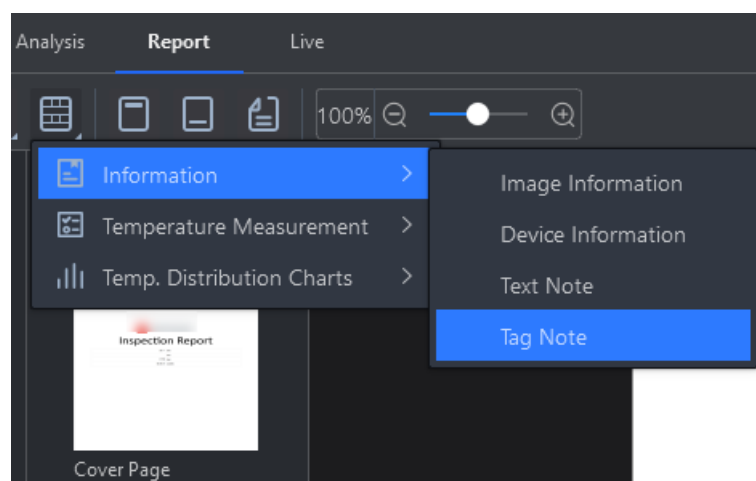 Analysis Report Live
100%
Information
Temperature Measurement
Temp. Distribution Charts
Image Information
Device Information
Text Note
Tag Note
Inspection Report
Cover Page